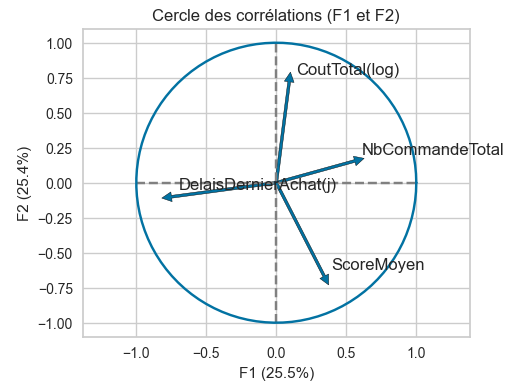 Cercle des corrélations (F1 et F2)
1.00
0.75
0.50
0.25
0.00
−0.25
−0.50
−0.75
−1.00
F2 (25.4%)
CoutTotal(log)
NbCommandeTotal
DelaisDernierAchat(j)
ScoreMoyen
−1.0 −0.5 0.0 0.5 1.0
F1 (25.5%)